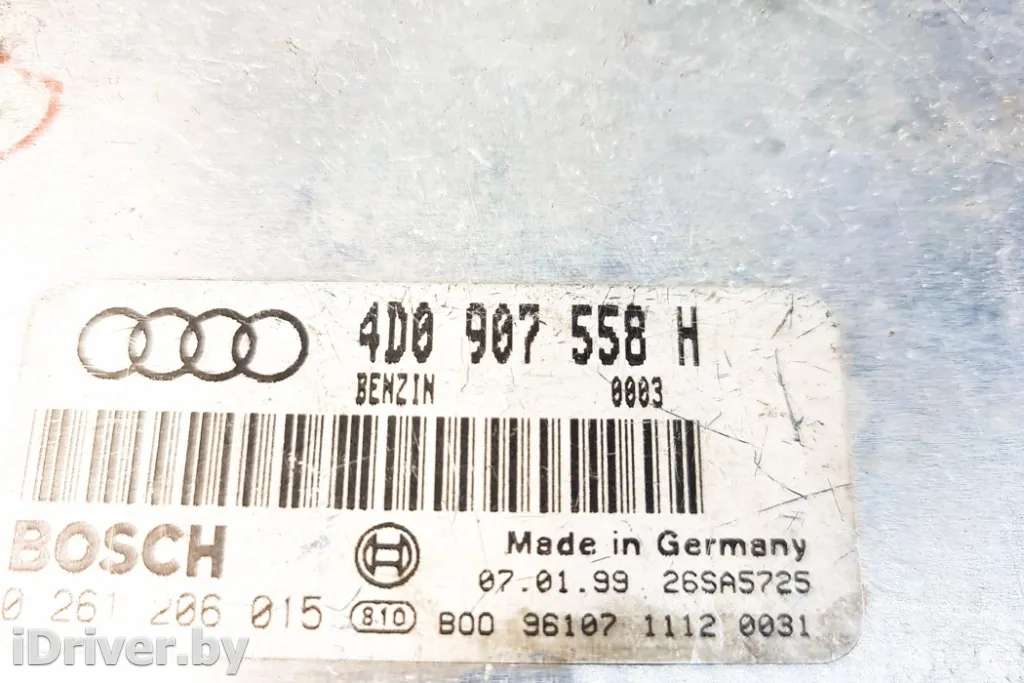 4D0 907 558 H
BENZIN 0003
BOSCH
Made in Germany
07.01.99 26SA5725
0 261 206 015 810 B00 96107 1112 0031
iDriver.by